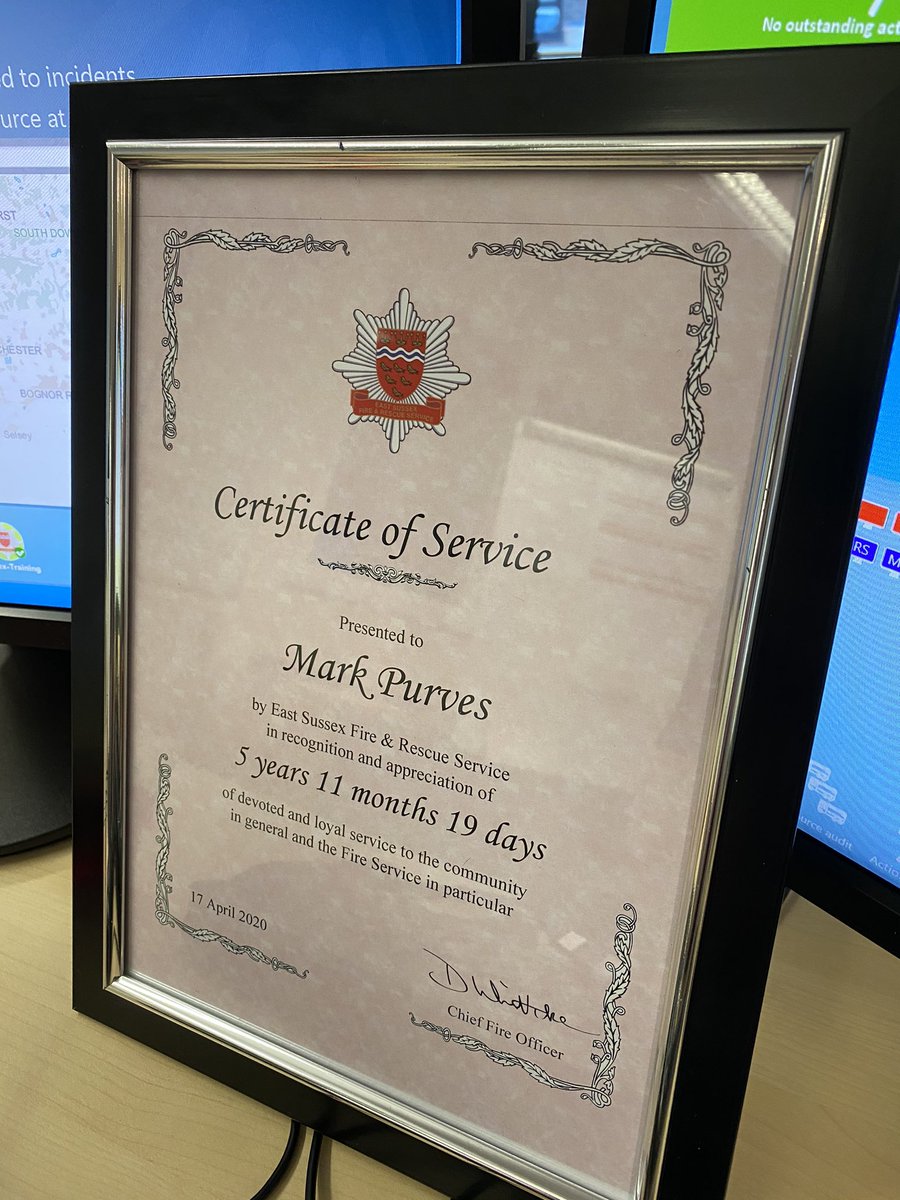 d to incidents
urce at
No outstanding act
RST
SOUTH DOW
CHESTER
BOGNOR R
Selsey
x-Training
EAST SUSSEX
FIRE & RESCUE SERVICE
Certificate of Service
Presented to
Mark Purves
by East Sussex Fire & Rescue Service
in recognition and appreciation of
5 years 11 months 19 days
of devoted and loyal service to the community
in general and the Fire Service in particular
17 April 2020
Chief Fire Officer
RS
M
urce audit
Actio